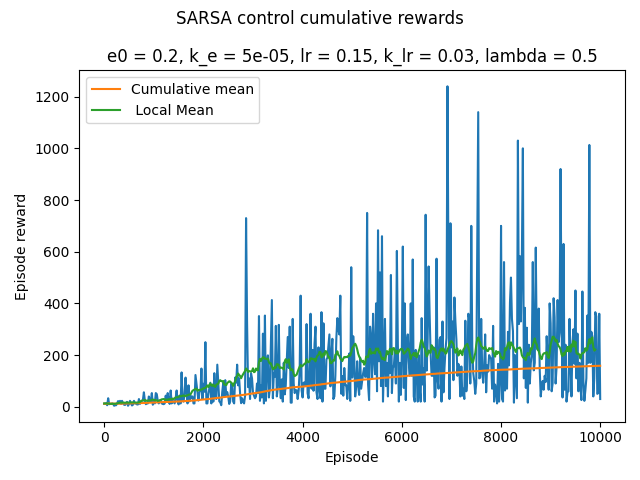 SARSA control cumulative rewards
e0 = 0.2, k_e = 5e-05, lr = 0.15, k_lr = 0.03, lambda = 0.5
Cumulative mean
Local Mean
Episode reward
1200
1000
800
600
400
200
0
0
2000
4000
6000
8000
10000
Episode